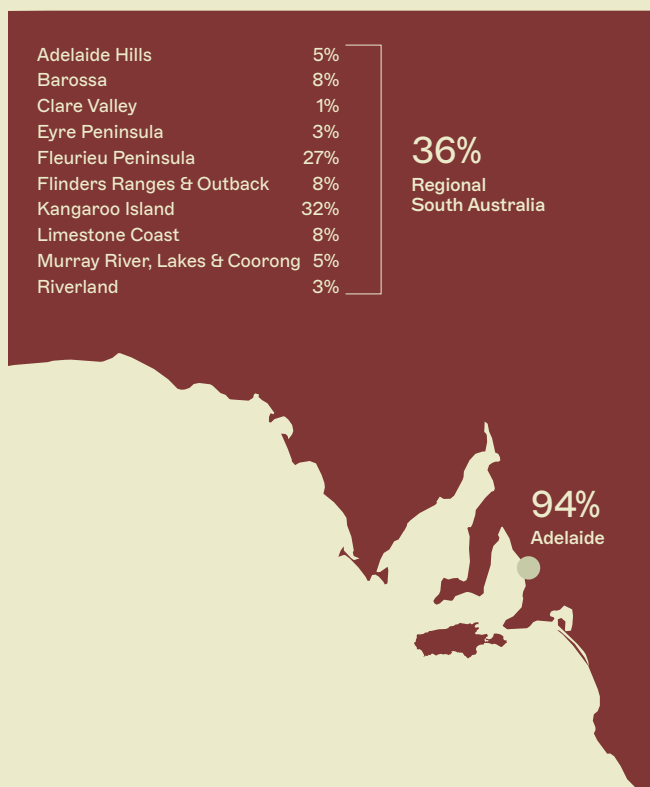 Adelaide Hills 5%
Barossa 8%
Clare Valley 1%
Eyre Peninsula 3%
Fleurieu Peninsula 27%
Flinders Ranges & Outback 8%
Kangaroo Island 32%
Limestone Coast 8%
Murray River, Lakes & Coorong 5%
Riverland 3%
36%
Regional
South Australia
94%
Adelaide